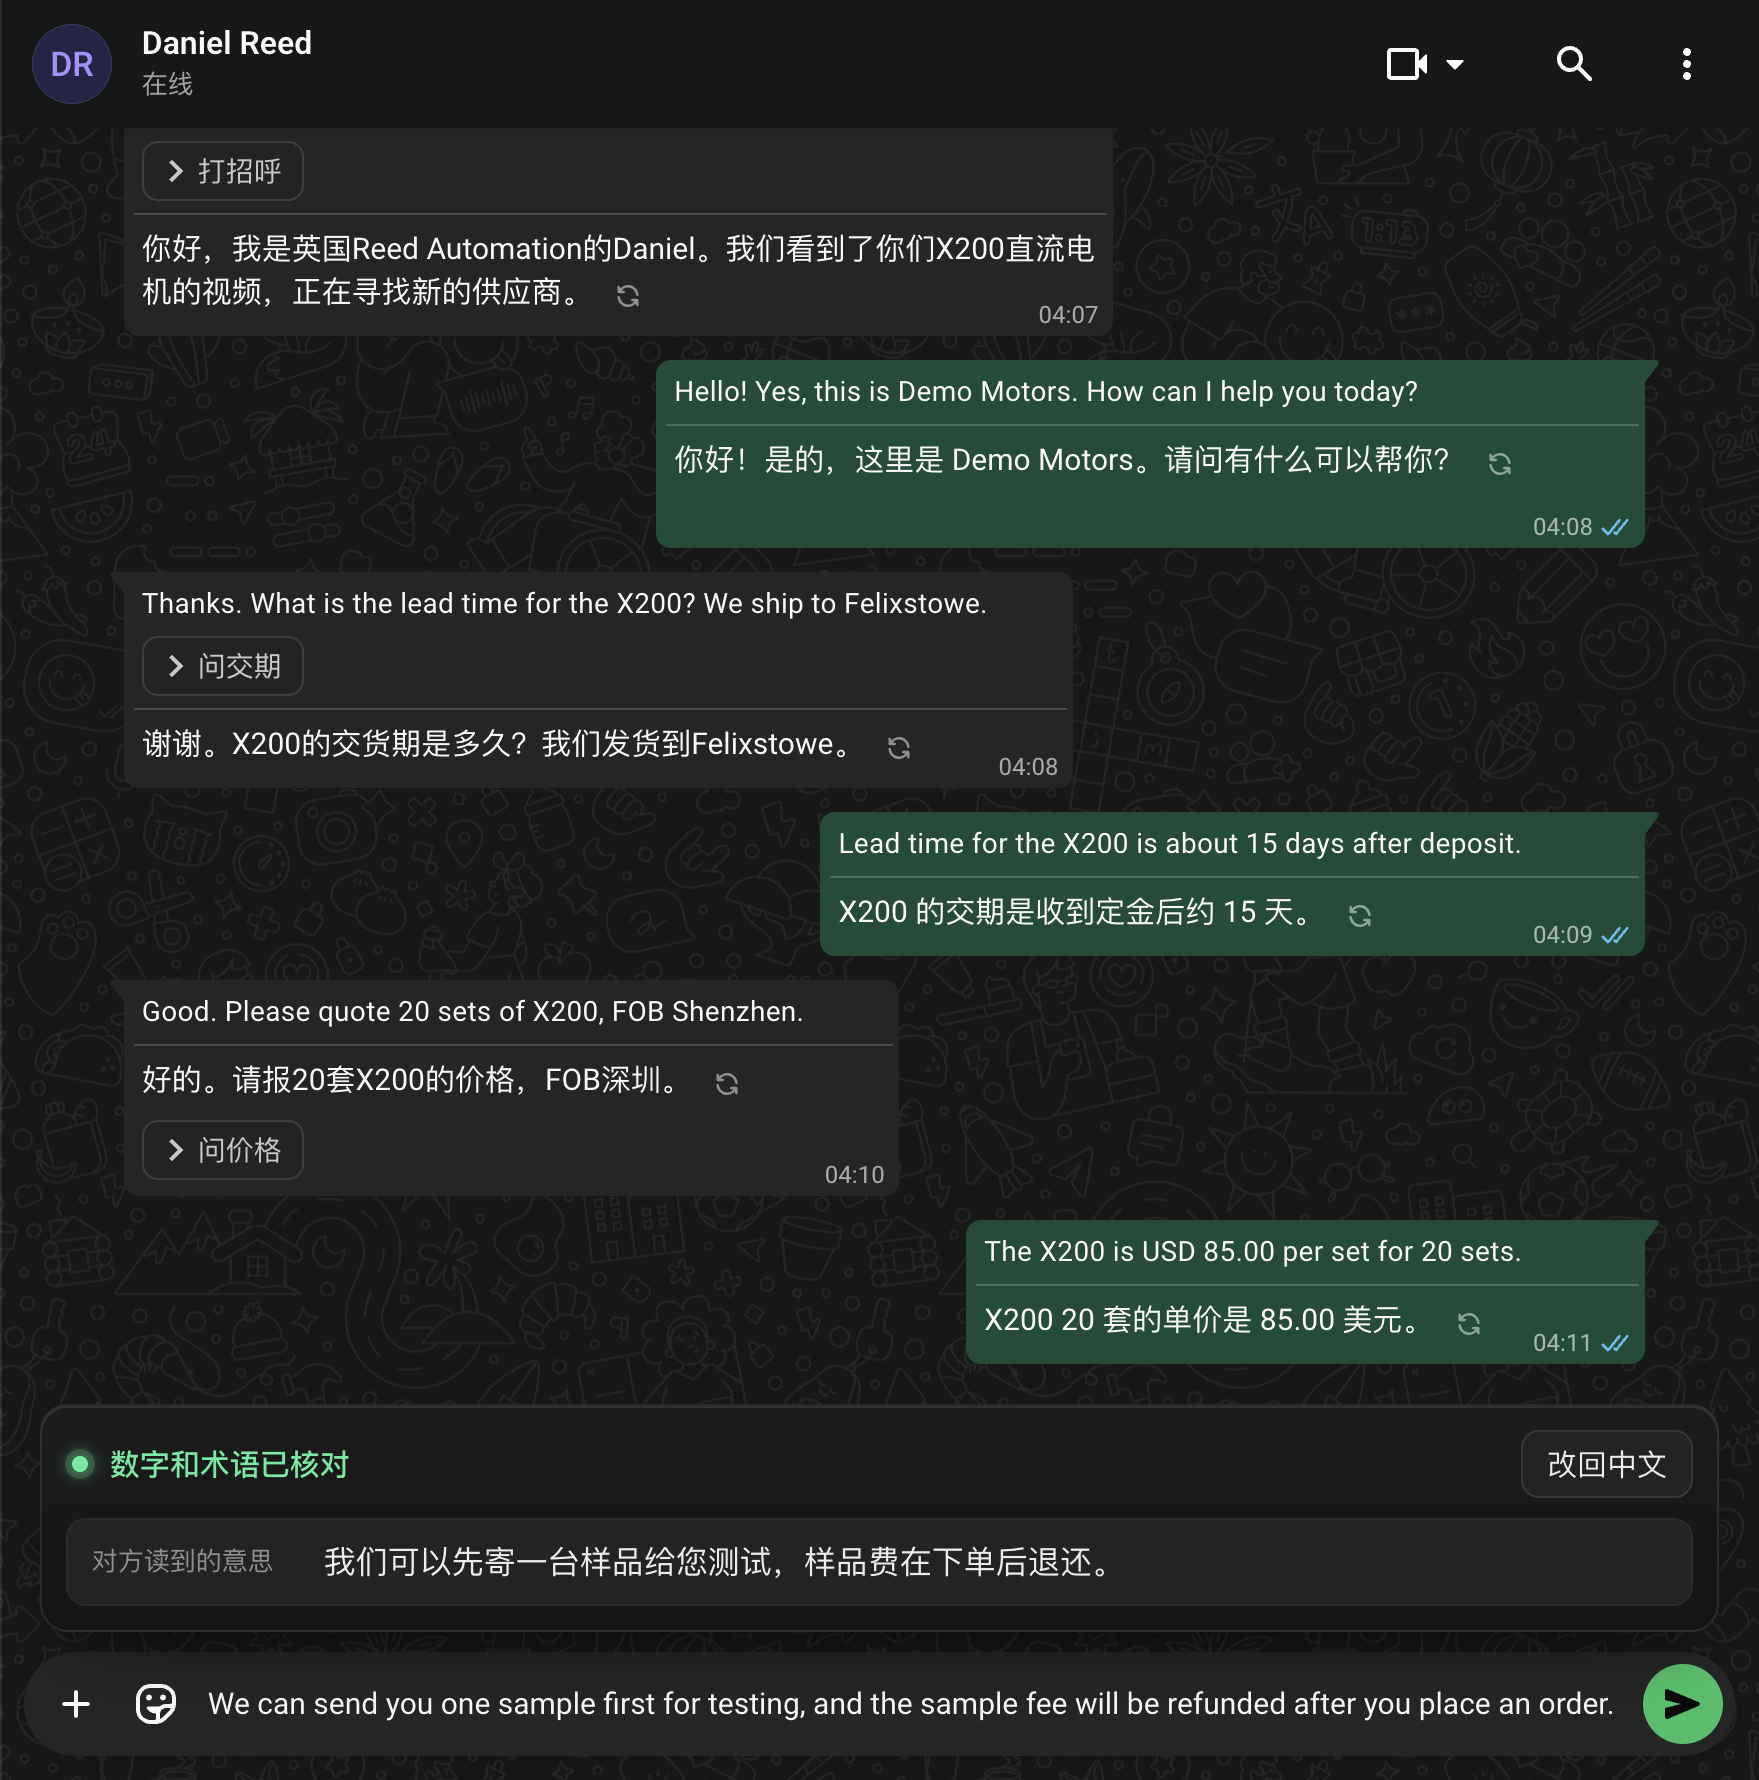 DR
Daniel Reed
在线
打招呼
你好，我是英国Reed Automation的Daniel。我们看到了你们X200直流电
机的视频，正在寻找新的供应商。
04:07
Hello! Yes, this is Demo Motors. How can I help you today?
你好！是的，这里是 Demo Motors。请问有什么可以帮你？
04:08
Thanks. What is the lead time for the X200? We ship to Felixstowe.
问交期
谢谢。X200的交货期是多久？我们发货到Felixstowe。
04:08
Lead time for the X200 is about 15 days after deposit.
X200 的交期是收到定金后约 15 天。
04:09
Good. Please quote 20 sets of X200, FOB Shenzhen.
好的。请报20套X200的价格，FOB深圳。
问价格
04:10
The X200 is USD 85.00 per set for 20 sets.
X200 20 套的单价是 85.00 美元。
04:11
数字和术语已核对
改回中文
对方读到的意思 我们可以先寄一台样品给您测试，样品费在下单后退还。
We can send you one sample first for testing, and the sample fee will be refunded after you place an order.